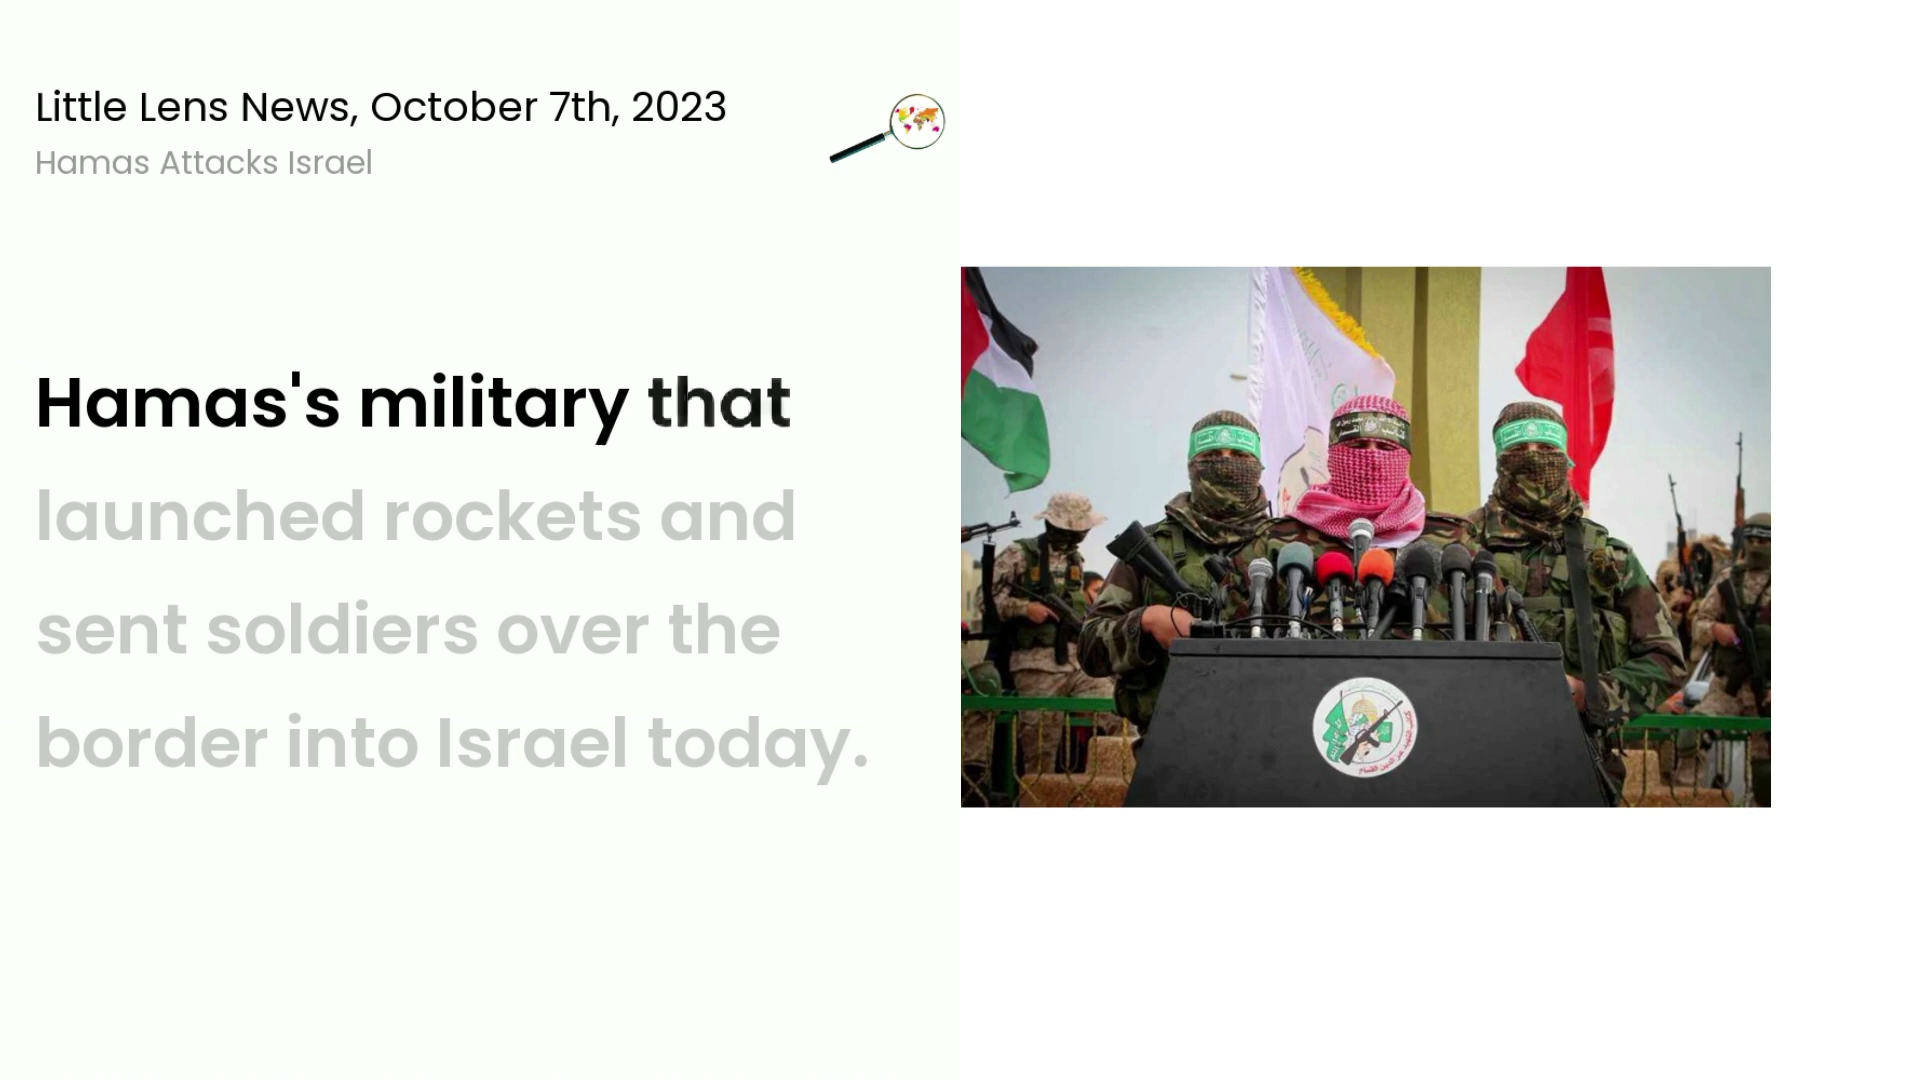 Little Lens News, October 7th, 2023
Hamas Attacks Israel
Hamas's military that
launched rockets and
sent soldiers over the
border into Israel today.